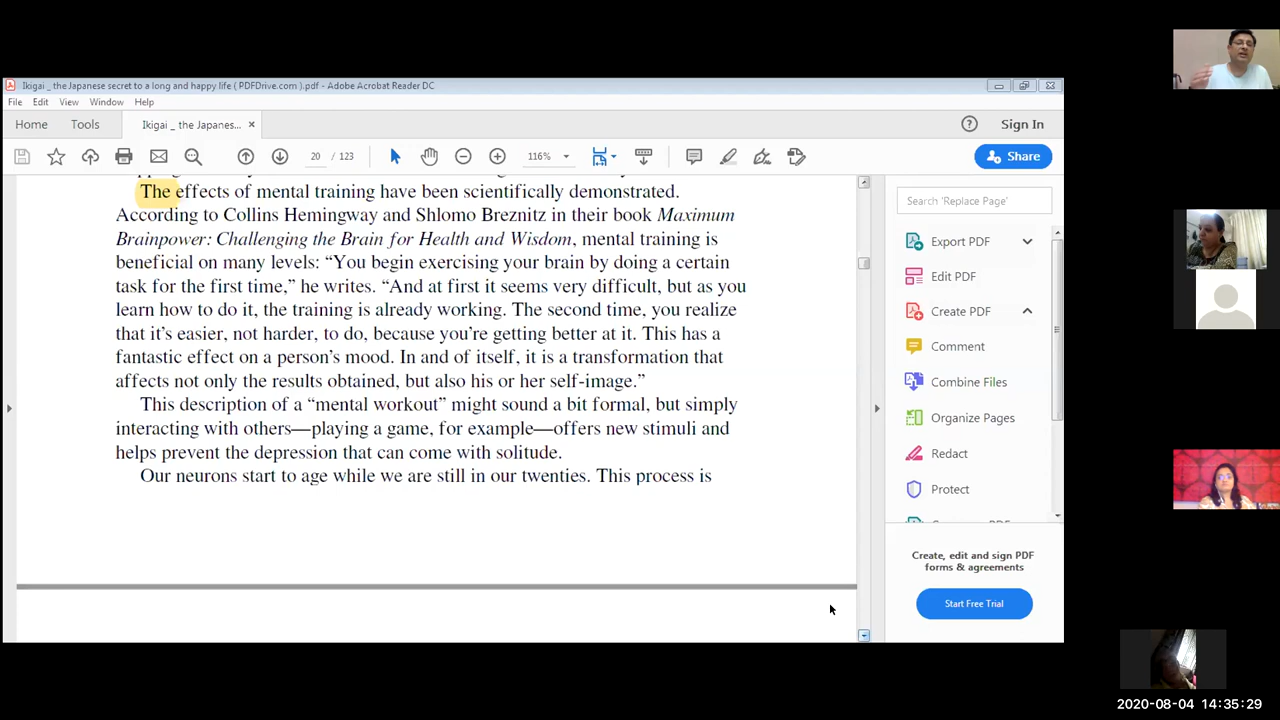 Ikigai _ the Japanese secret to a long and happy life ( PDFDrive.com ).pdf - Adobe Acrobat Reader DC
File Edit View Window Help
Home Tools Ikigai _ the Japanes... × Sign In
20 / 123 116% Share
The effects of mental training have been scientifically demonstrated.
According to Collins Hemingway and Shlomo Breznitz in their book Maximum
Brainpower: Challenging the Brain for Health and Wisdom, mental training is
beneficial on many levels: “You begin exercising your brain by doing a certain
task for the first time,” he writes. “And at first it seems very difficult, but as you
learn how to do it, the training is already working. The second time, you realize
that it’s easier, not harder, to do, because you’re getting better at it. This has a
fantastic effect on a person’s mood. In and of itself, it is a transformation that
affects not only the results obtained, but also his or her self-image.”
This description of a “mental workout” might sound a bit formal, but simply
interacting with others—playing a game, for example—offers new stimuli and
helps prevent the depression that can come with solitude.
Our neurons start to age while we are still in our twenties. This process is
Search 'Replace Page'
Export PDF
Edit PDF
Create PDF
Comment
Combine Files
Organize Pages
Redact
Protect
Create, edit and sign PDF
forms & agreements
Start Free Trial
2020-08-04 14:35:29